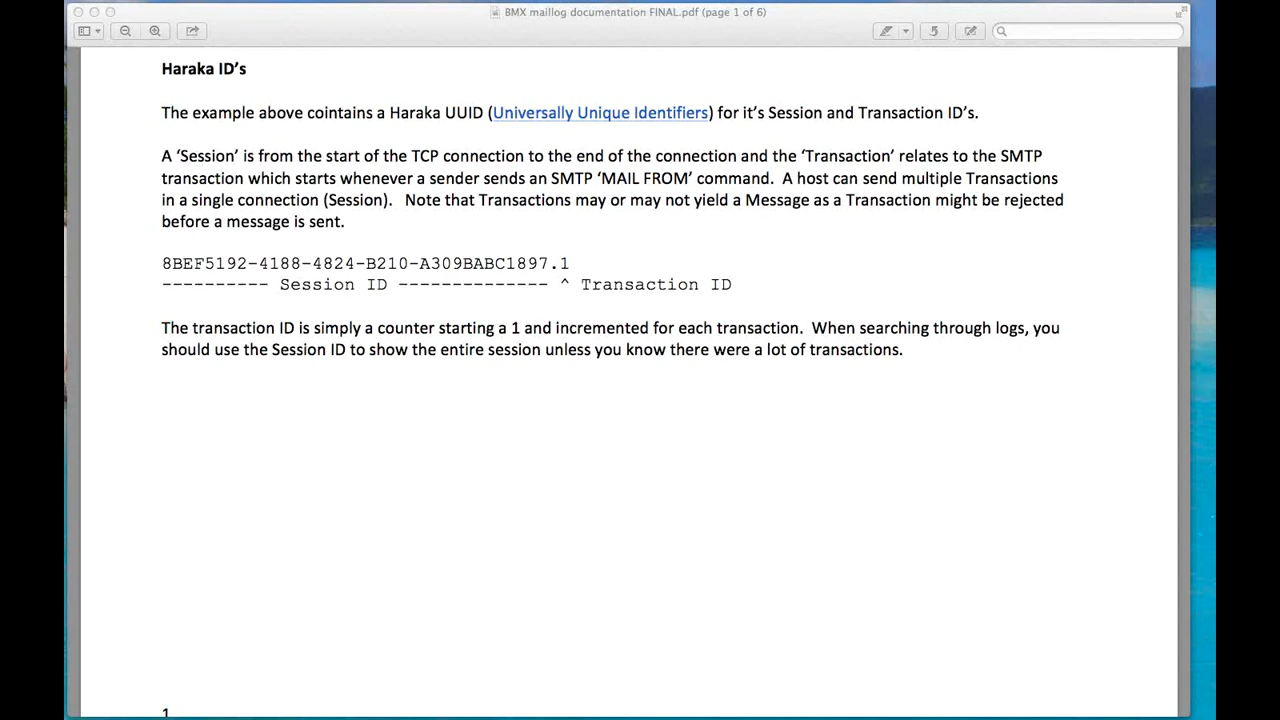 BMX maillog documentation FINAL.pdf (page 1 of 6)
Haraka ID’s
The example above cointains a Haraka UUID (Universally Unique Identifiers) for it’s Session and Transaction ID’s.
A ‘Session’ is from the start of the TCP connection to the end of the connection and the ‘Transaction’ relates to the SMTP
transaction which starts whenever a sender sends an SMTP ‘MAIL FROM’ command.  A host can send multiple Transactions
in a single connection (Session).   Note that Transactions may or may not yield a Message as a Transaction might be rejected
before a message is sent.
8BEF5192-4188-4824-B210-A309BABC1897.1
---------- Session ID -------------- ^ Transaction ID
The transaction ID is simply a counter starting a 1 and incremented for each transaction.  When searching through logs, you
should use the Session ID to show the entire session unless you know there were a lot of transactions.
1